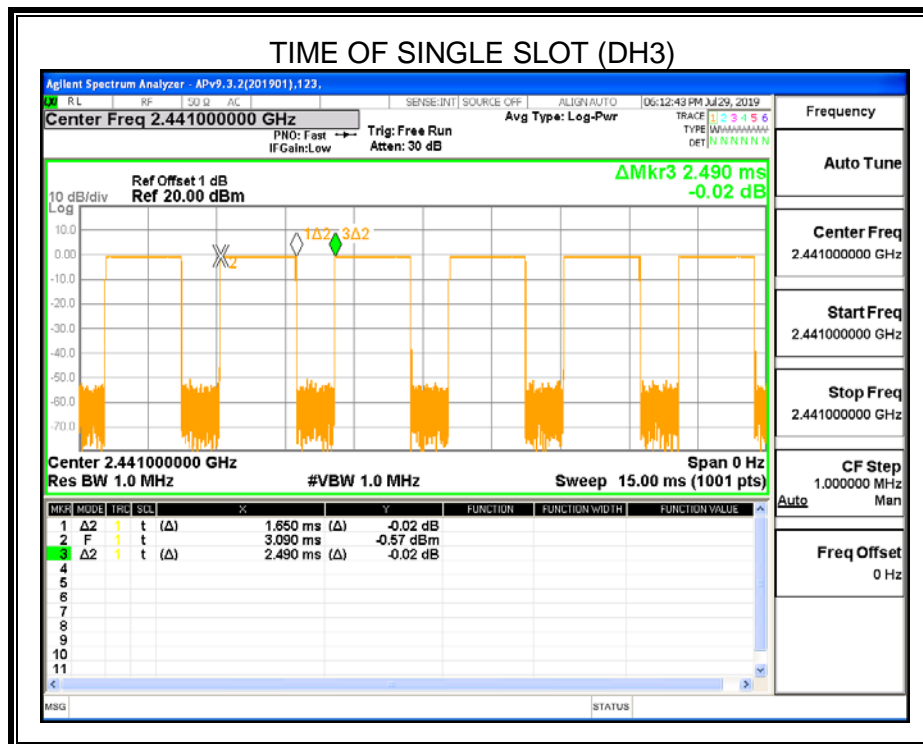 TIME OF SINGLE SLOT (DH3)
Agilent Spectrum Analyzer - APv9.3.2(201901),123,
RL RF 50 Ω AC SENSE:INT SOURCE OFF ALIGN AUTO 06:12:43 PM Jul 29, 2019
Center Freq 2.441000000 GHz
Avg Type: Log-Pwr
TRACE 1 2 3 4 5 6
TYPE
DET N N N N N N
PNO: Fast
IFGain:Low
Trig: Free Run
Atten: 30 dB
Ref Offset 1 dB
Ref 20.00 dBm
10 dB/div
Log
ΔMkr3 2.490 ms
-0.02 dB
1Δ2 3Δ2
2
10.0
0.00
-10.0
-20.0
-30.0
-40.0
-50.0
-60.0
-70.0
Center 2.441000000 GHz Span 0 Hz
Res BW 1.0 MHz #VBW 1.0 MHz Sweep 15.00 ms (1001 pts)
MKR MODE TRC SCL X Y FUNCTION FUNCTION WIDTH FUNCTION VALUE
1 Δ2 1 t (Δ) 1.650 ms (Δ) -0.02 dB
2 F 1 t 3.090 ms -0.57 dBm
3 Δ2 1 t (Δ) 2.490 ms (Δ) -0.02 dB
4
5
6
7
8
9
10
11
MSG STATUS
Frequency
Auto Tune
Center Freq
2.441000000 GHz
Start Freq
2.441000000 GHz
Stop Freq
2.441000000 GHz
CF Step
1.000000 MHz
Auto Man
Freq Offset
0 Hz